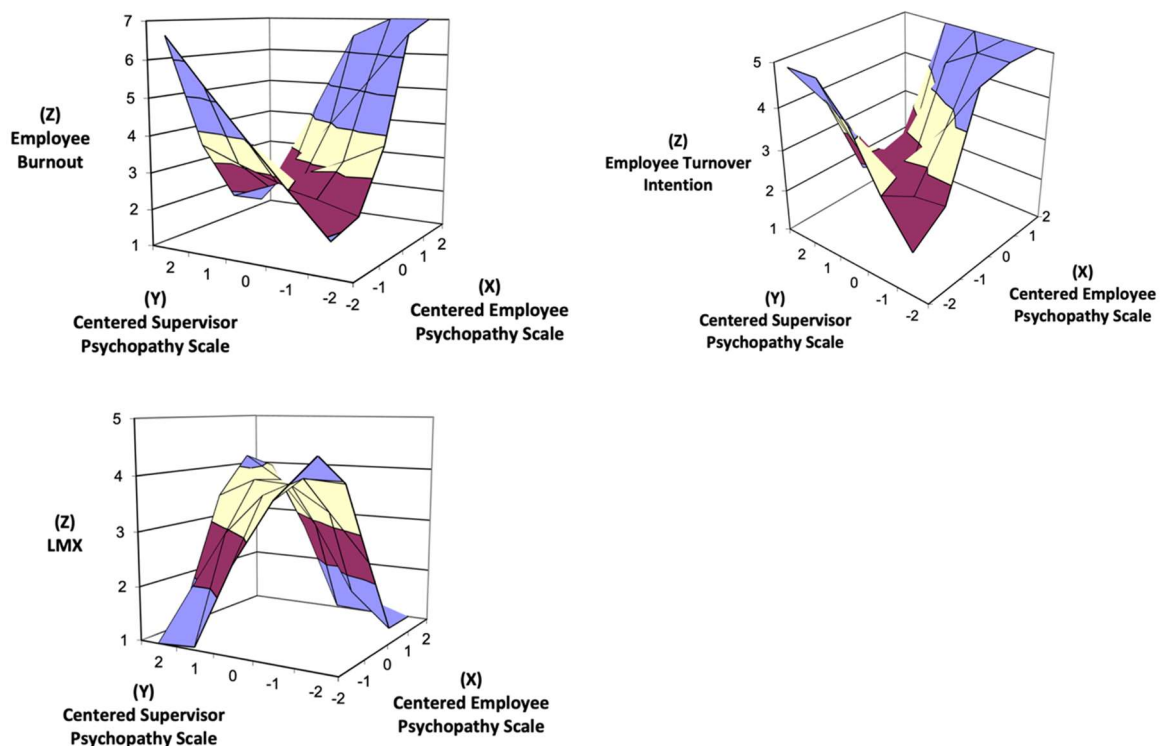 7
6
5
4
3
2
1
(Z)
Employee
Burnout
2
1
0
-1
-2
(Y)
Centered Supervisor
Psychopathy Scale
-2
-1
0
1
2
(X)
Centered Employee
Psychopathy Scale
5
4
3
2
1
(Z)
Employee Turnover
Intention
2
1
0
-1
-2
(Y)
Centered Supervisor
Psychopathy Scale
-2
-1
0
1
2
(X)
Centered Employee
Psychopathy Scale
5
4
3
2
1
(Z)
LMX
2
1
0
-1
-2
(Y)
Centered Supervisor
Psychopathy Scale
-2
-1
0
1
2
(X)
Centered Employee
Psychopathy Scale